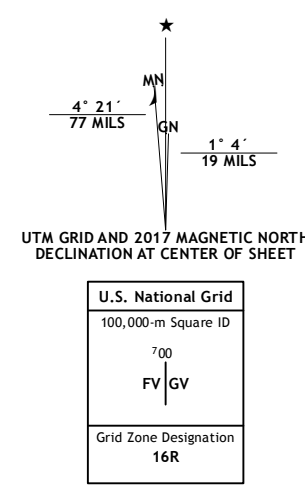 ★
MN
4° 21´
77 MILS
GN
1° 4´
19 MILS
UTM GRID AND 2017 MAGNETIC NORTH
DECLINATION AT CENTER OF SHEET
U.S. National Grid
100,000-m Square ID
⁷00
FV GV
Grid Zone Designation
16R